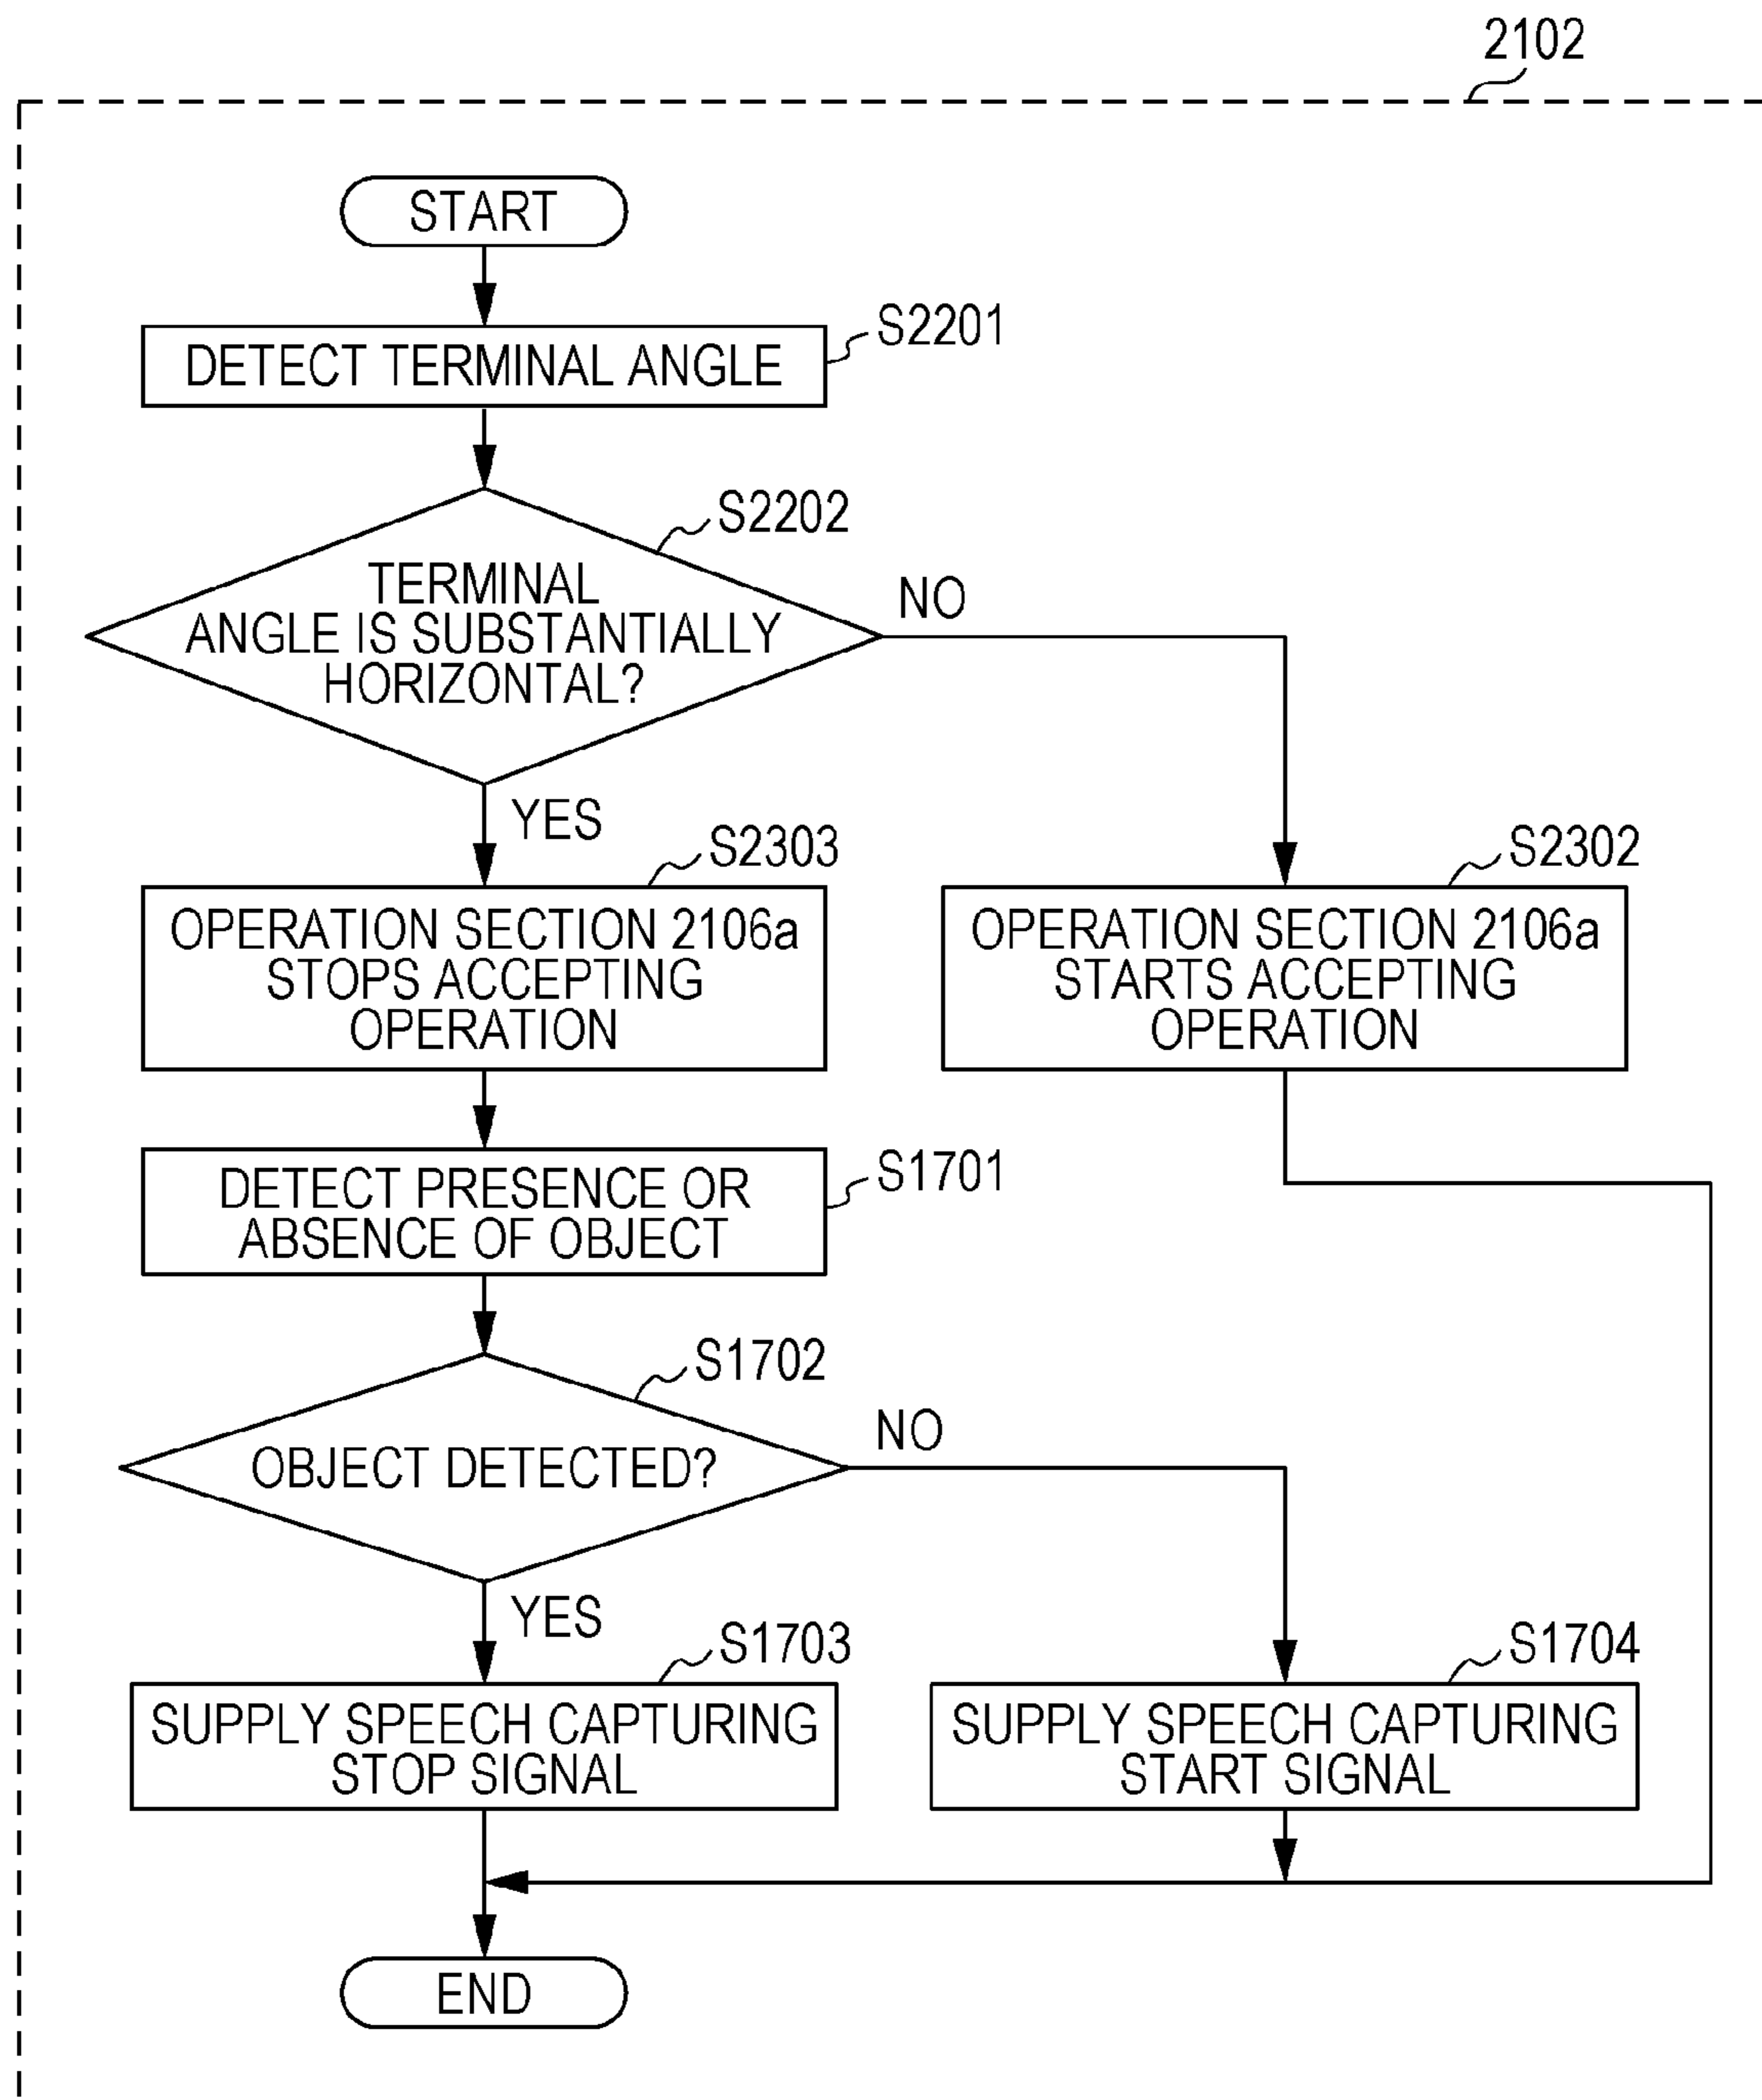 2102
START
S2201
DETECT TERMINAL ANGLE
S2202
TERMINAL
ANGLE IS SUBSTANTIALLY
HORIZONTAL?
NO
YES
S2303
OPERATION SECTION 2106a
STOPS ACCEPTING
OPERATION
S2302
OPERATION SECTION 2106a
STARTS ACCEPTING
OPERATION
S1701
DETECT PRESENCE OR
ABSENCE OF OBJECT
S1702
OBJECT DETECTED?
NO
YES
S1703
SUPPLY SPEECH CAPTURING
STOP SIGNAL
S1704
SUPPLY SPEECH CAPTURING
START SIGNAL
END